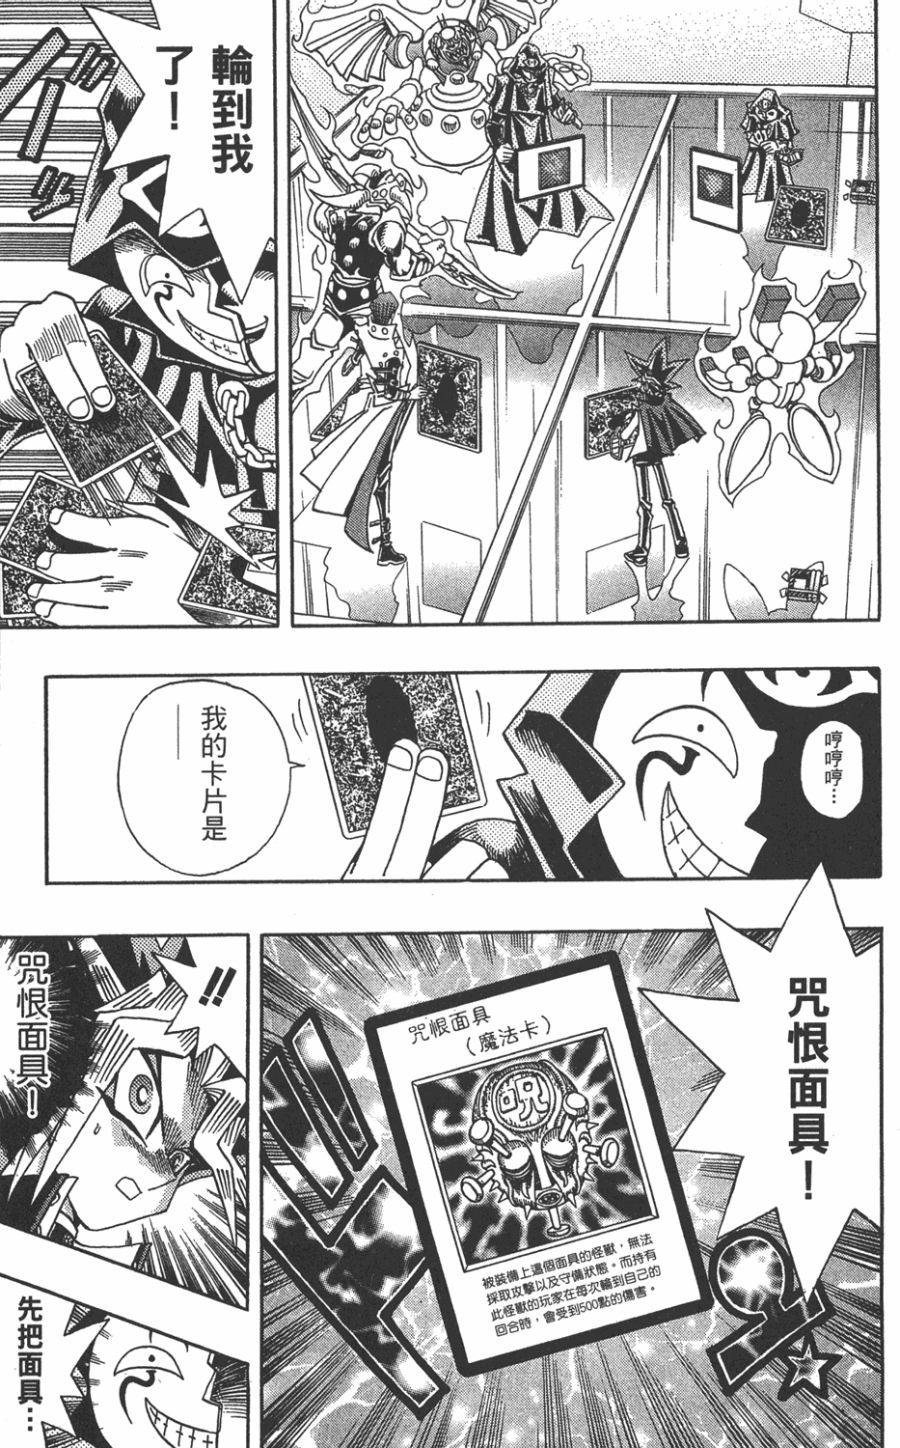 輪到我
了！
哼哼哼…
我的卡片是
——
咒恨面具！
咒恨面具
（魔法卡）
咒
被裝備上這個面具的怪獸，無法
採取攻擊以及守備狀態。而持有
此怪獸的玩家在每次輪到自己的
回合時，會受到500點的傷害。
!!
咒恨面具！
先把面具…